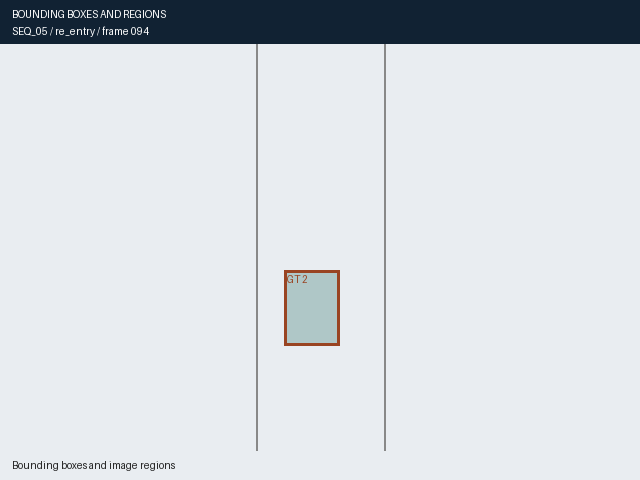 BOUNDING BOXES AND REGIONS
SEQ_05 / re_entry / frame 094
GT2
Bounding boxes and image regions